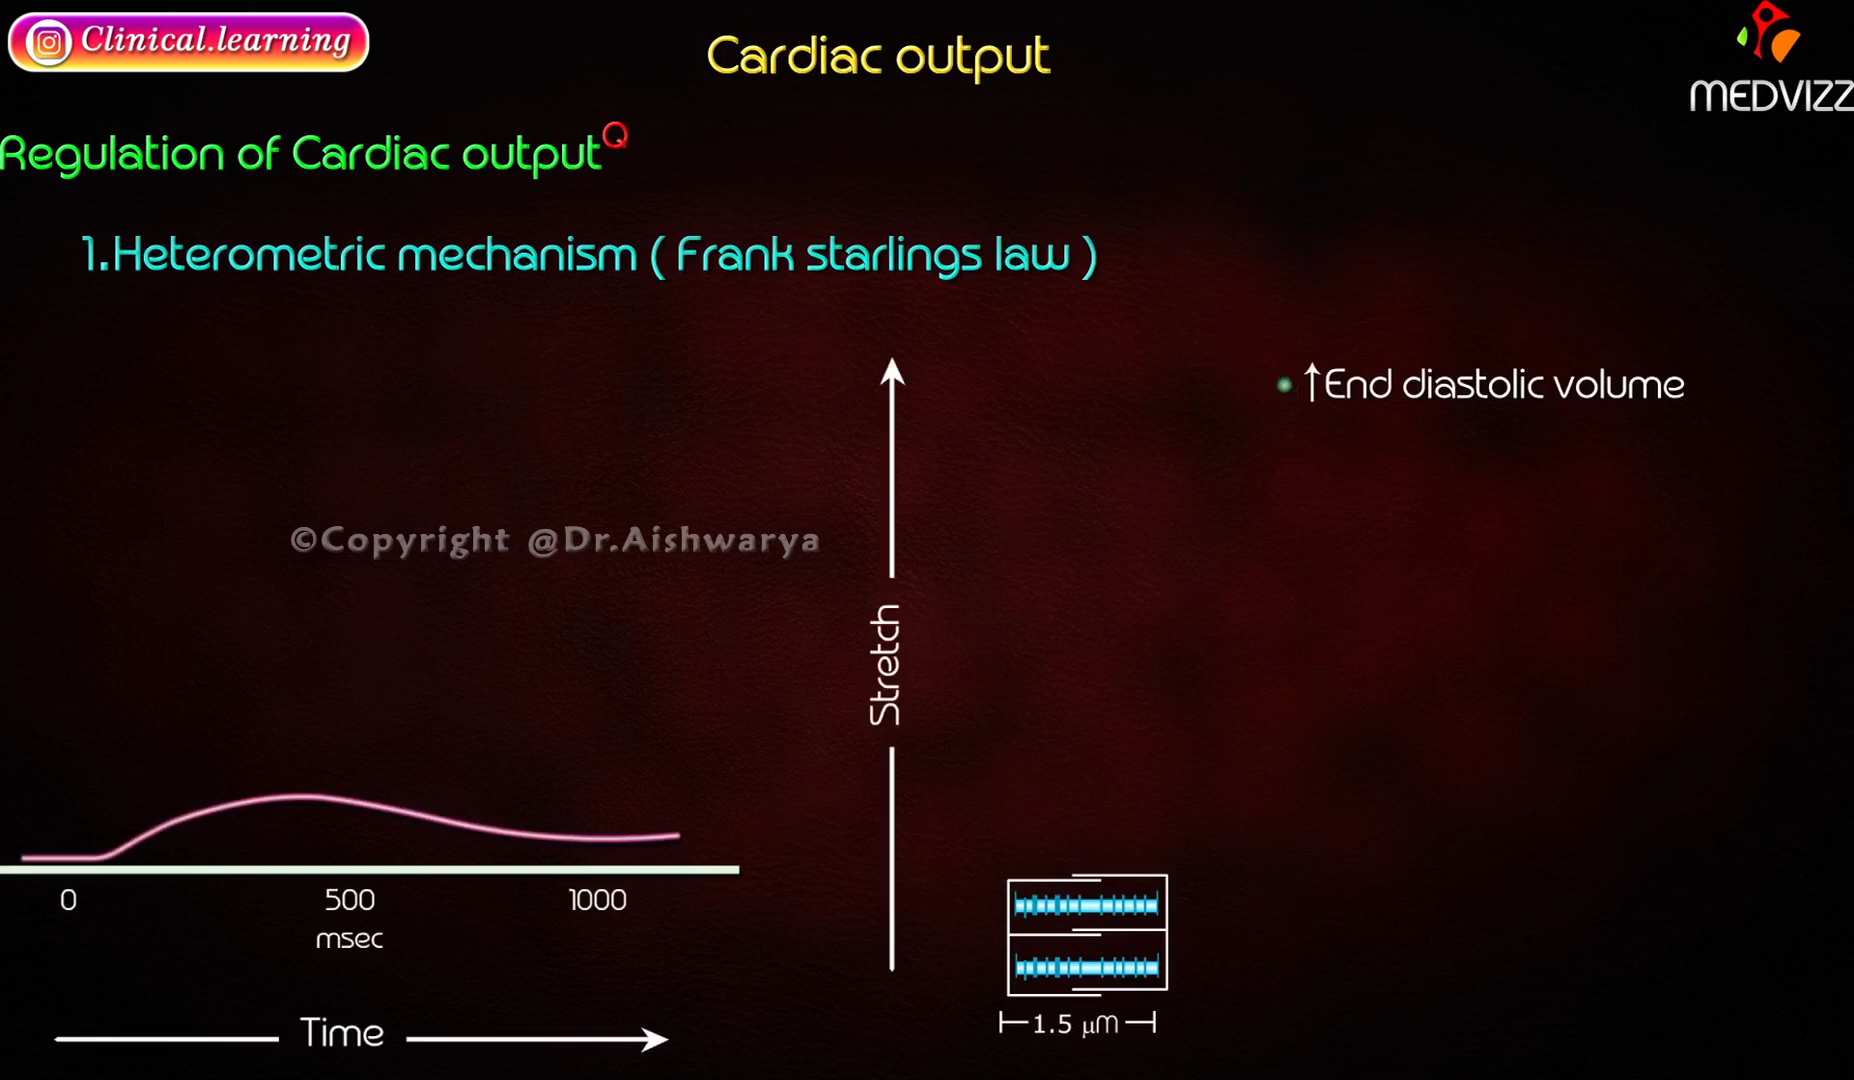 Clinical.learning
Cardiac output
MEDVIZZ
Regulation of Cardiac outputQ
1.Heterometric mechanism ( Frank starlings law )
↑End diastolic volume
©Copyright @Dr.Aishwarya
Stretch
0 500 1000
msec
1.5 µM
Time